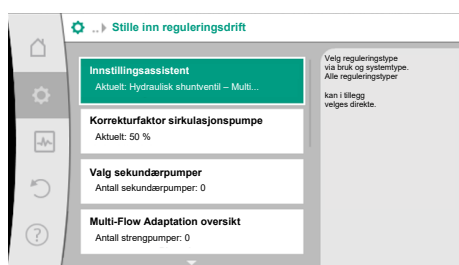 ..› Stille inn reguleringsdrift
Innstillingsassistent
Aktuelt: Hydraulisk shuntventil – Multi...
Korrekturfaktor sirkulasjonspumpe
Aktuelt: 50 %
Valg sekundærpumper
Antall sekundærpumper: 0
Multi-Flow Adaptation oversikt
Antall strengpumper: 0
Velg reguleringstype
via bruk og systemtype.
Alle reguleringstyper
kan i tillegg
velges direkte.